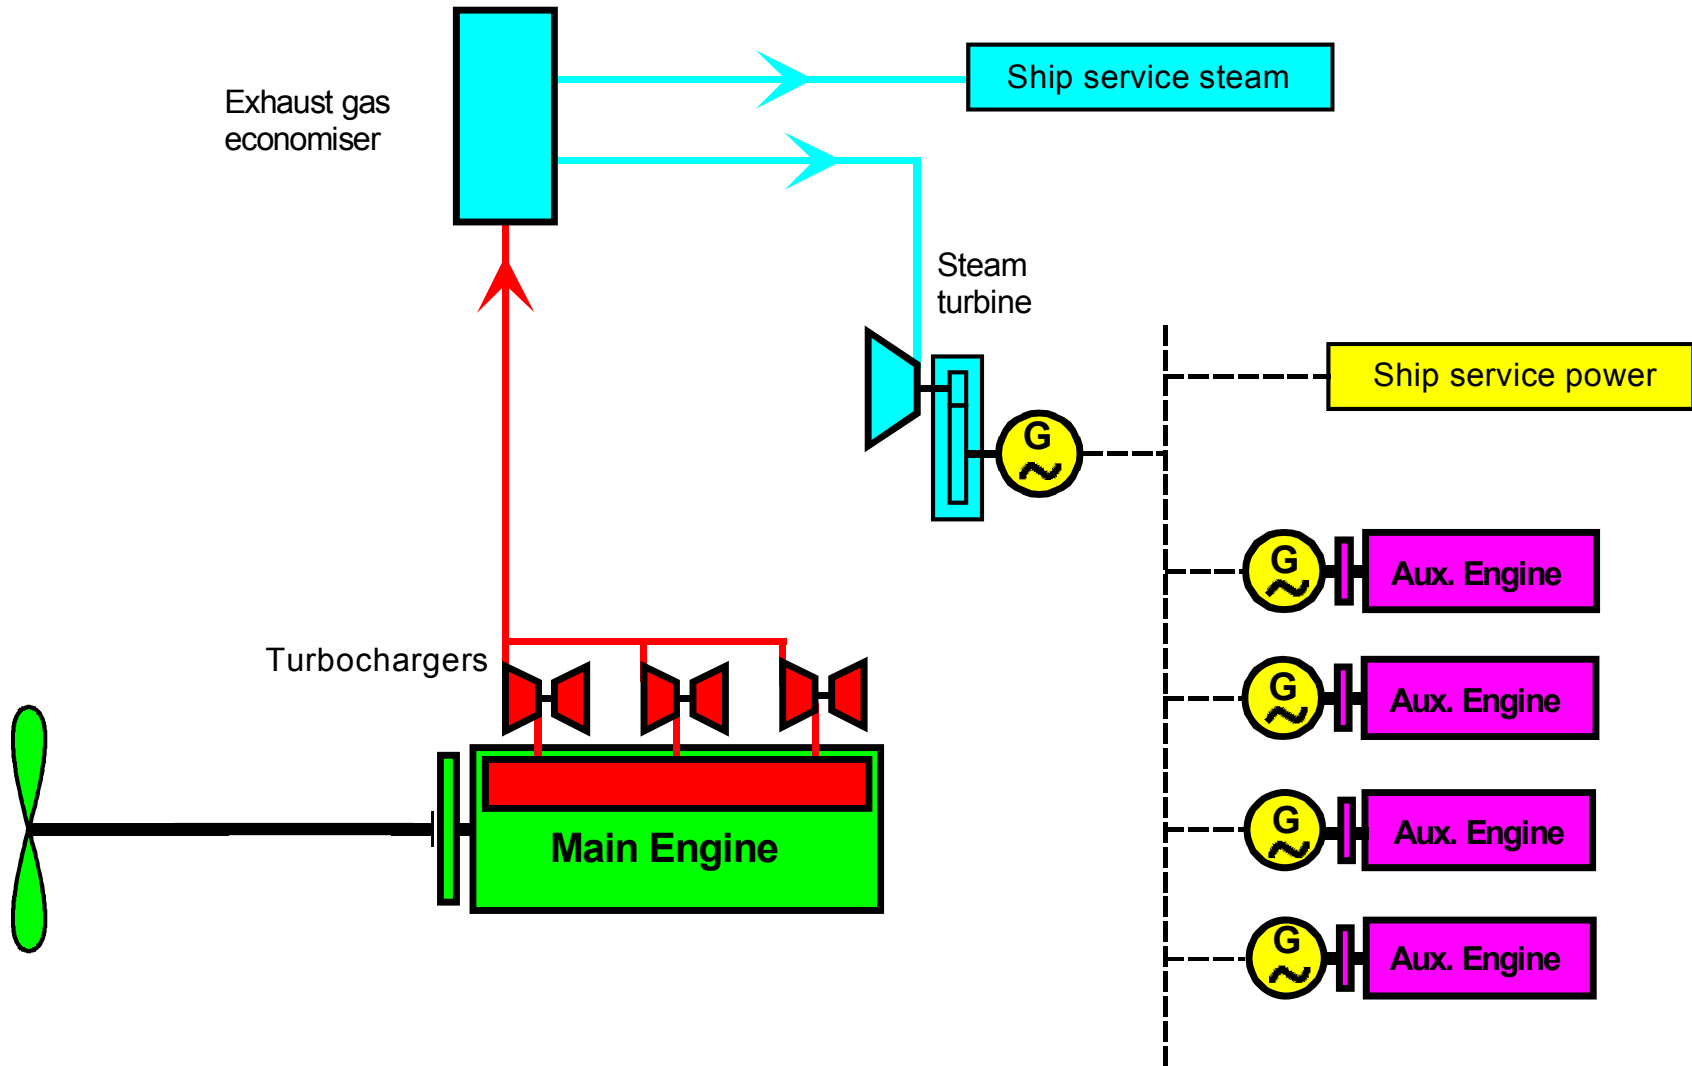 Ship service steam
Exhaust gas
economiser
Steam
turbine
Ship service power
G
G
Aux. Engine
Turbochargers
G
Aux. Engine
Main Engine
G
Aux. Engine
G
Aux. Engine